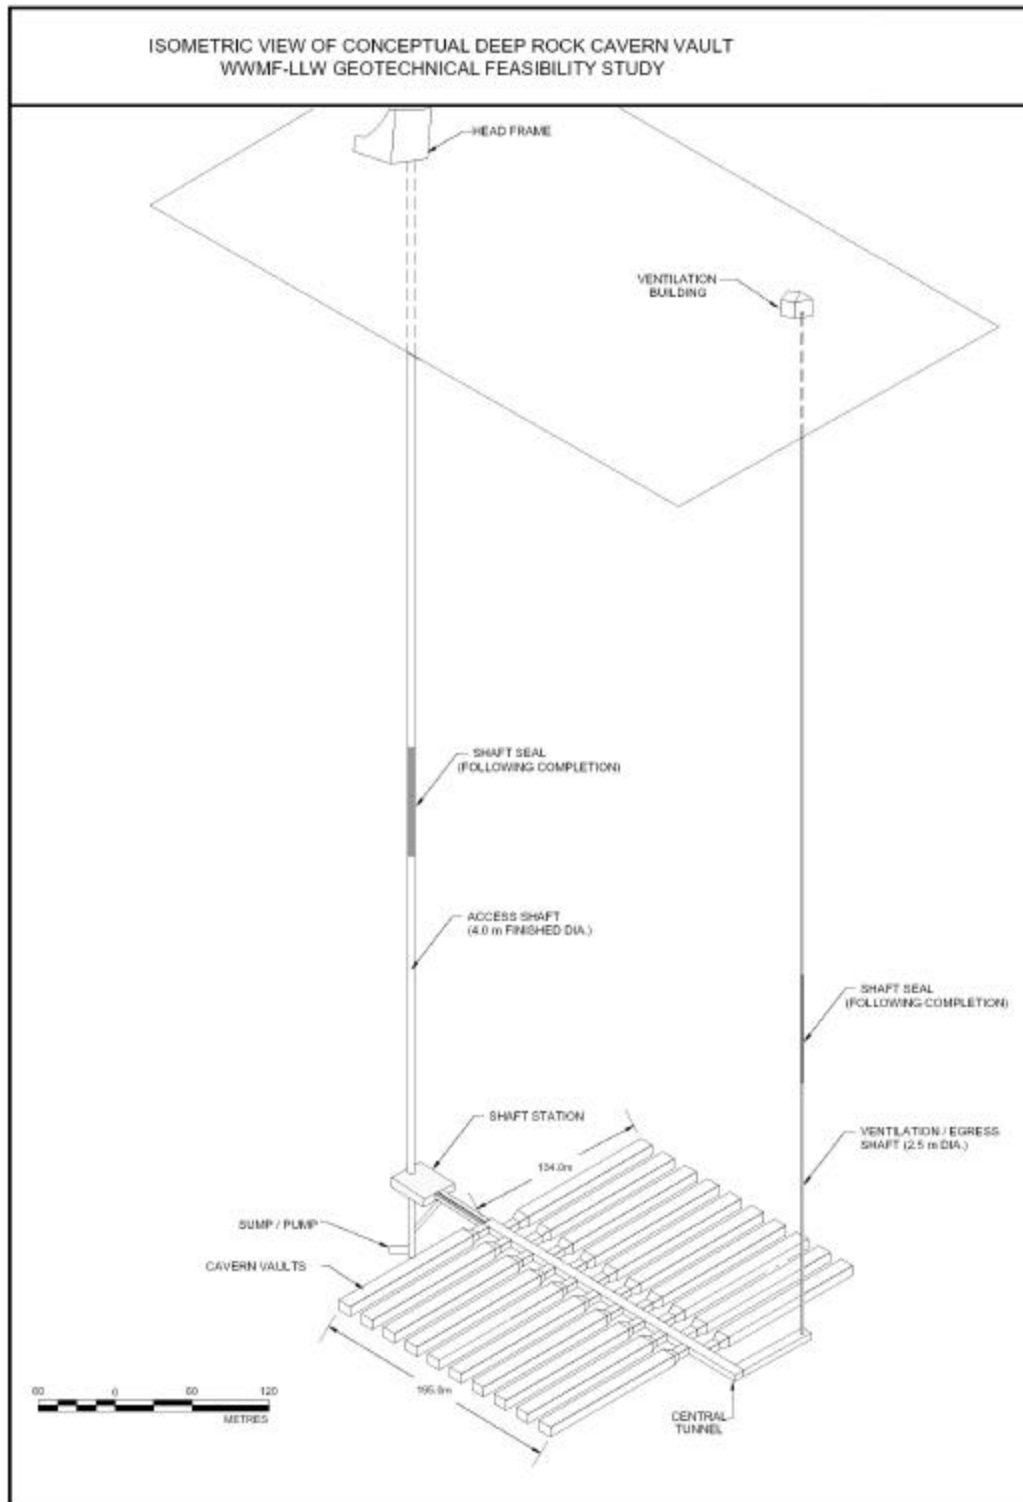 ISOMETRIC VIEW OF CONCEPTUAL DEEP ROCK CAVERN VAULT
WWMF-LLW GEOTECHNICAL FEASIBILITY STUDY
HEAD FRAME
VENTILATION
BUILDING
SHAFT SEAL
(FOLLOWING COMPLETION)
ACCESS SHAFT
(4.0 m FINISHED DIA.)
SHAFT SEAL
(FOLLOWING COMPLETION)
SHAFT STATION
VENTILATION / EGRESS
SHAFT (2.5 m DIA.)
134.0m
SUMP / PUMP
CAVERN VAULTS
195.0m
60 0 60 120
METRES
CENTRAL
TUNNEL